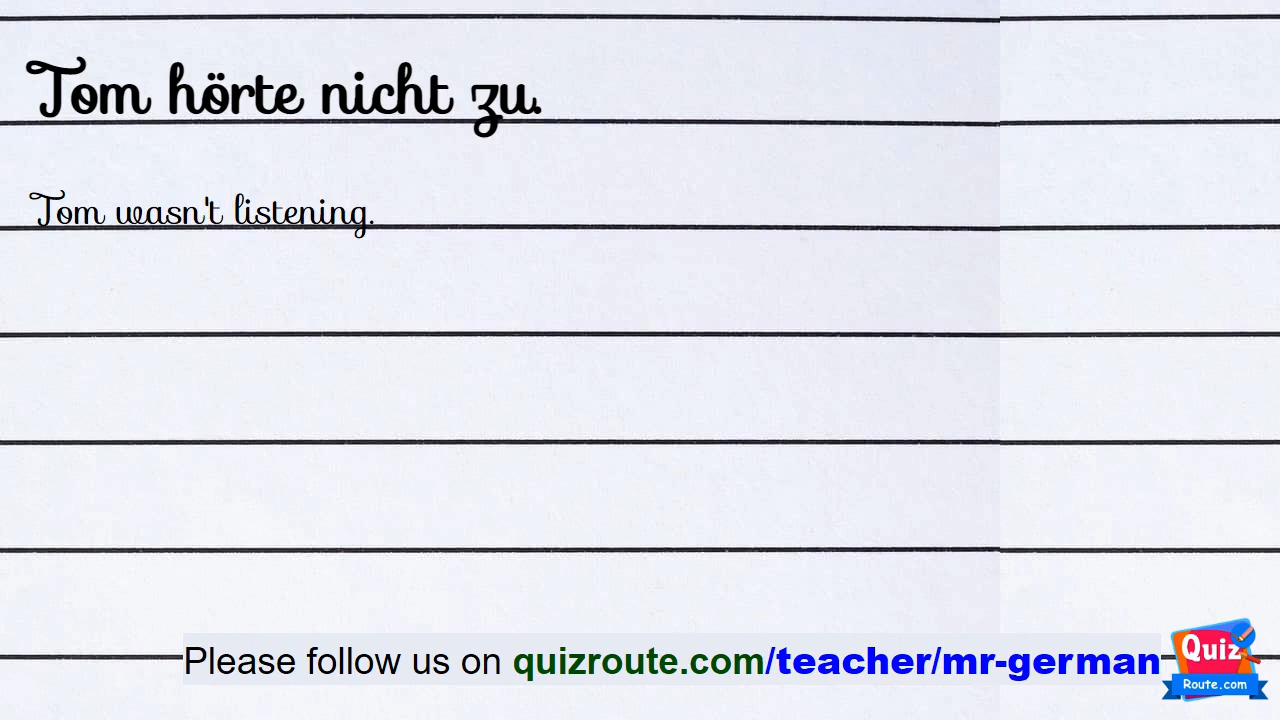 Tom hörte nicht zu.
Tom wasn't listening.
Please follow us on quizroute.com/teacher/mr-german
Quiz
Route.com